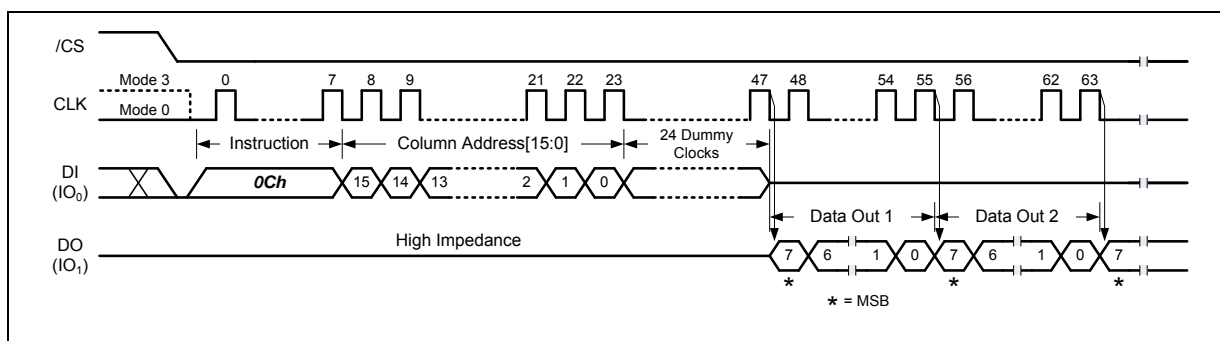 /CS
Mode 3 0 7 8 9 21 22 23 47 48 54 55 56 62 63
CLK
Mode 0
Instruction Column Address[15:0] 24 Dummy
Clocks
DI
(IO0) 0Ch 15 14 13 2 1 0
Data Out 1 Data Out 2
High Impedance
DO
(IO1) 7 6 1 0 7 6 1 0 7
* * *
* = MSB